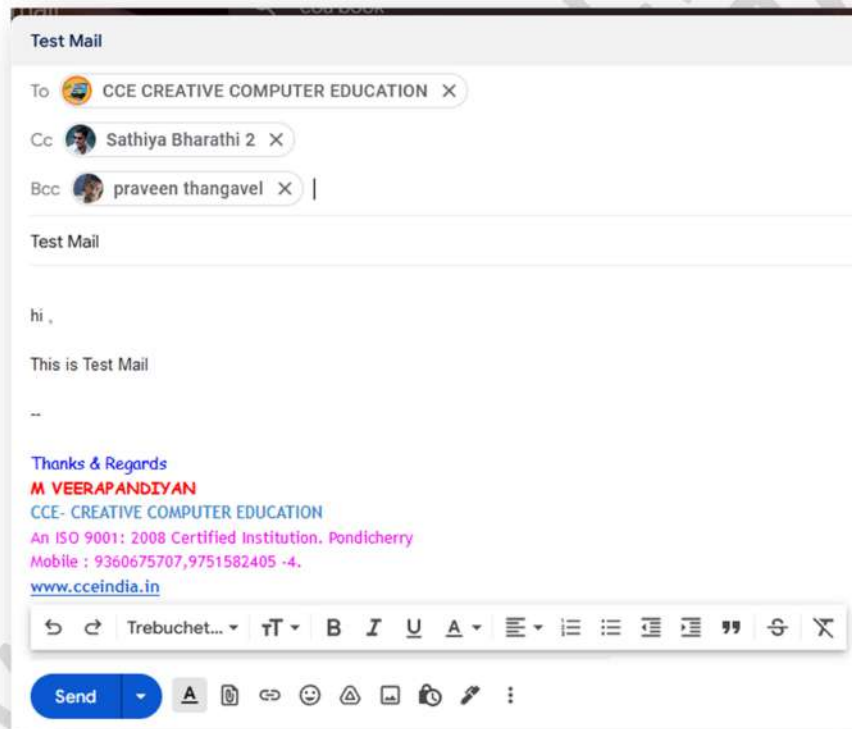 Test Mail
To CCE CREATIVE COMPUTER EDUCATION
Cc Sathiya Bharathi 2
Bcc praveen thangavel
Test Mail
hi ,
This is Test Mail
--
Thanks & Regards
M VEERAPANDIYAN
CCE- CREATIVE COMPUTER EDUCATION
An ISO 9001: 2008 Certified Institution. Pondicherry
Mobile : 9360675707,9751582405 -4.
www.cceindia.in
Trebuchet... TT B I U A
Send A